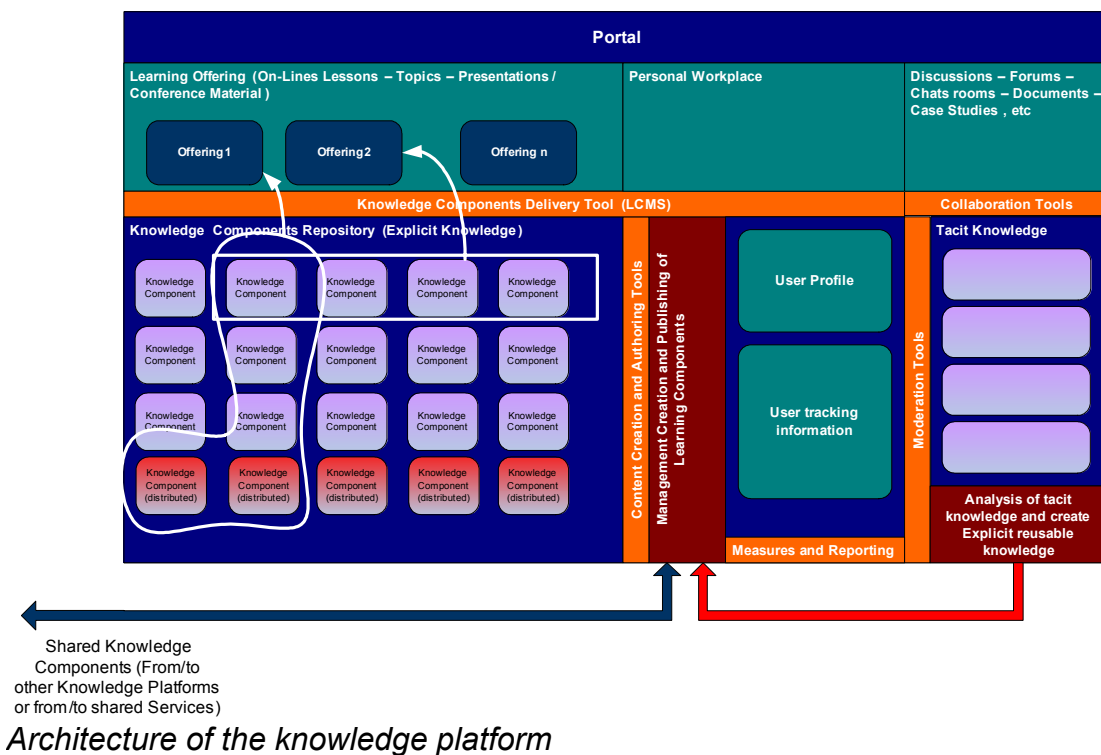 Portal
Learning Offering (On-Lines Lessons – Topics – Presentations /
Conference Material )
Personal Workplace
Discussions – Forums –
Chats rooms – Documents –
Case Studies , etc
Offering 1
Offering 2
Offering n
Knowledge Components Delivery Tool (LCMS)
Collaboration Tools
Knowledge Components Repository (Explicit Knowledge)
Knowledge
Component
Knowledge
Component
Knowledge
Component
Knowledge
Component
Knowledge
Component
Knowledge
Component
Knowledge
Component
Knowledge
Component
Knowledge
Component
Knowledge
Component
Knowledge
Component
Knowledge
Component
Knowledge
Component
Knowledge
Component
Knowledge
Component
Knowledge
Component
(distributed)
Knowledge
Component
(distributed)
Knowledge
Component
(distributed)
Knowledge
Component
(distributed)
Knowledge
Component
(distributed)
Content Creation and Authoring Tools
Management Creation and Publishing of
Learning Components
User Profile
User tracking
information
Measures and Reporting
Moderation Tools
Tacit Knowledge
Analysis of tacit
knowledge and create
Explicit reusable
knowledge
Shared Knowledge
Components (From/to
other Knowledge Platforms
or from/to shared Services)
Architecture of the knowledge platform